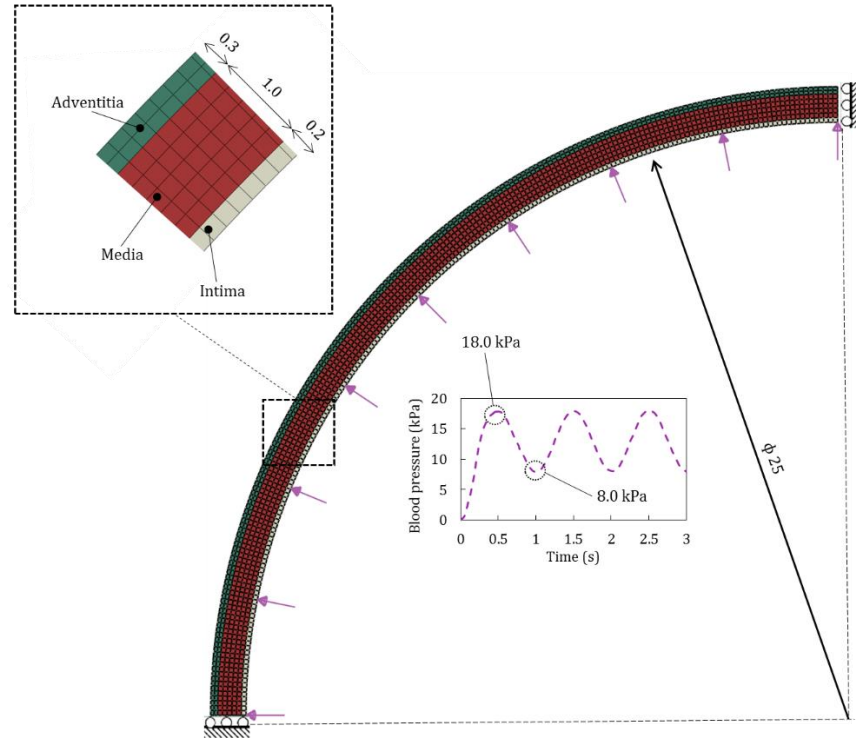 0.3
1.0
0.2
Adventitia
Media
Intima
18.0 kPa
8.0 kPa
Blood pressure (kPa)
20
15
10
5
0
0 0.5 1 1.5 2 2.5 3
Time (s)
ϕ 25